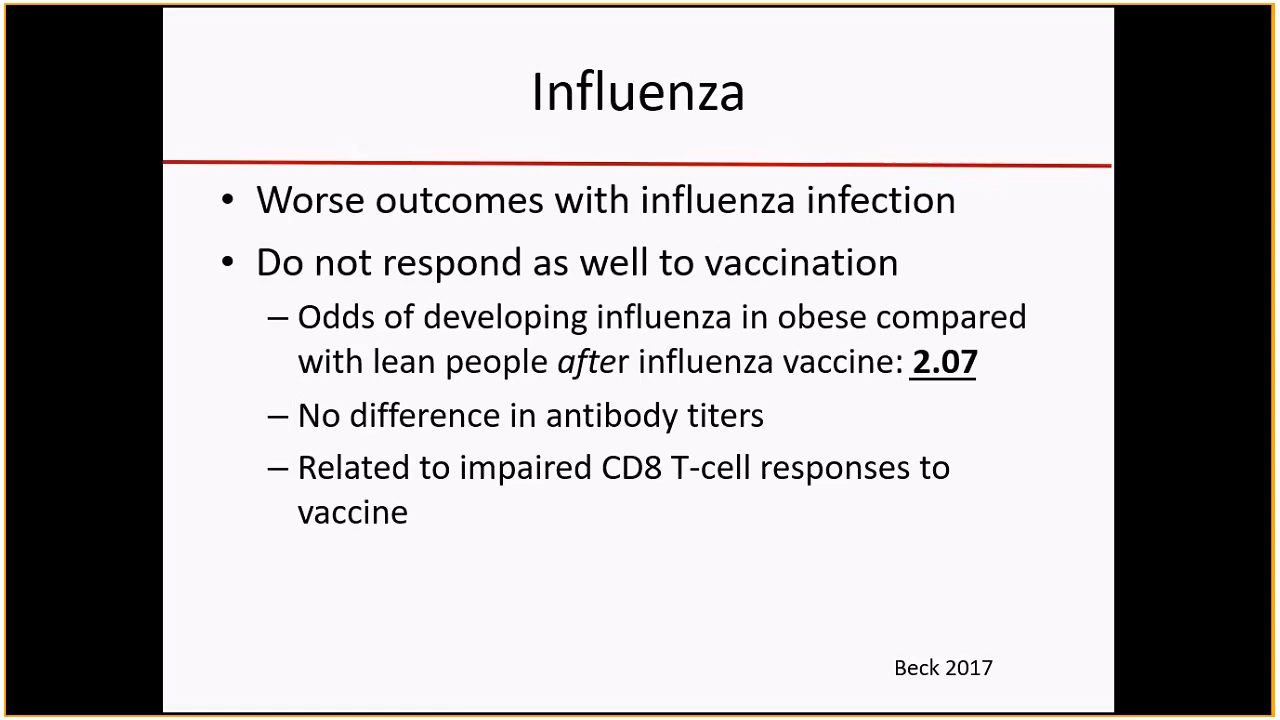 Influenza
• Worse outcomes with influenza infection
• Do not respond as well to vaccination
– Odds of developing influenza in obese compared
with lean people after influenza vaccine: 2.07
– No difference in antibody titers
– Related to impaired CD8 T-cell responses to
vaccine
Beck 2017